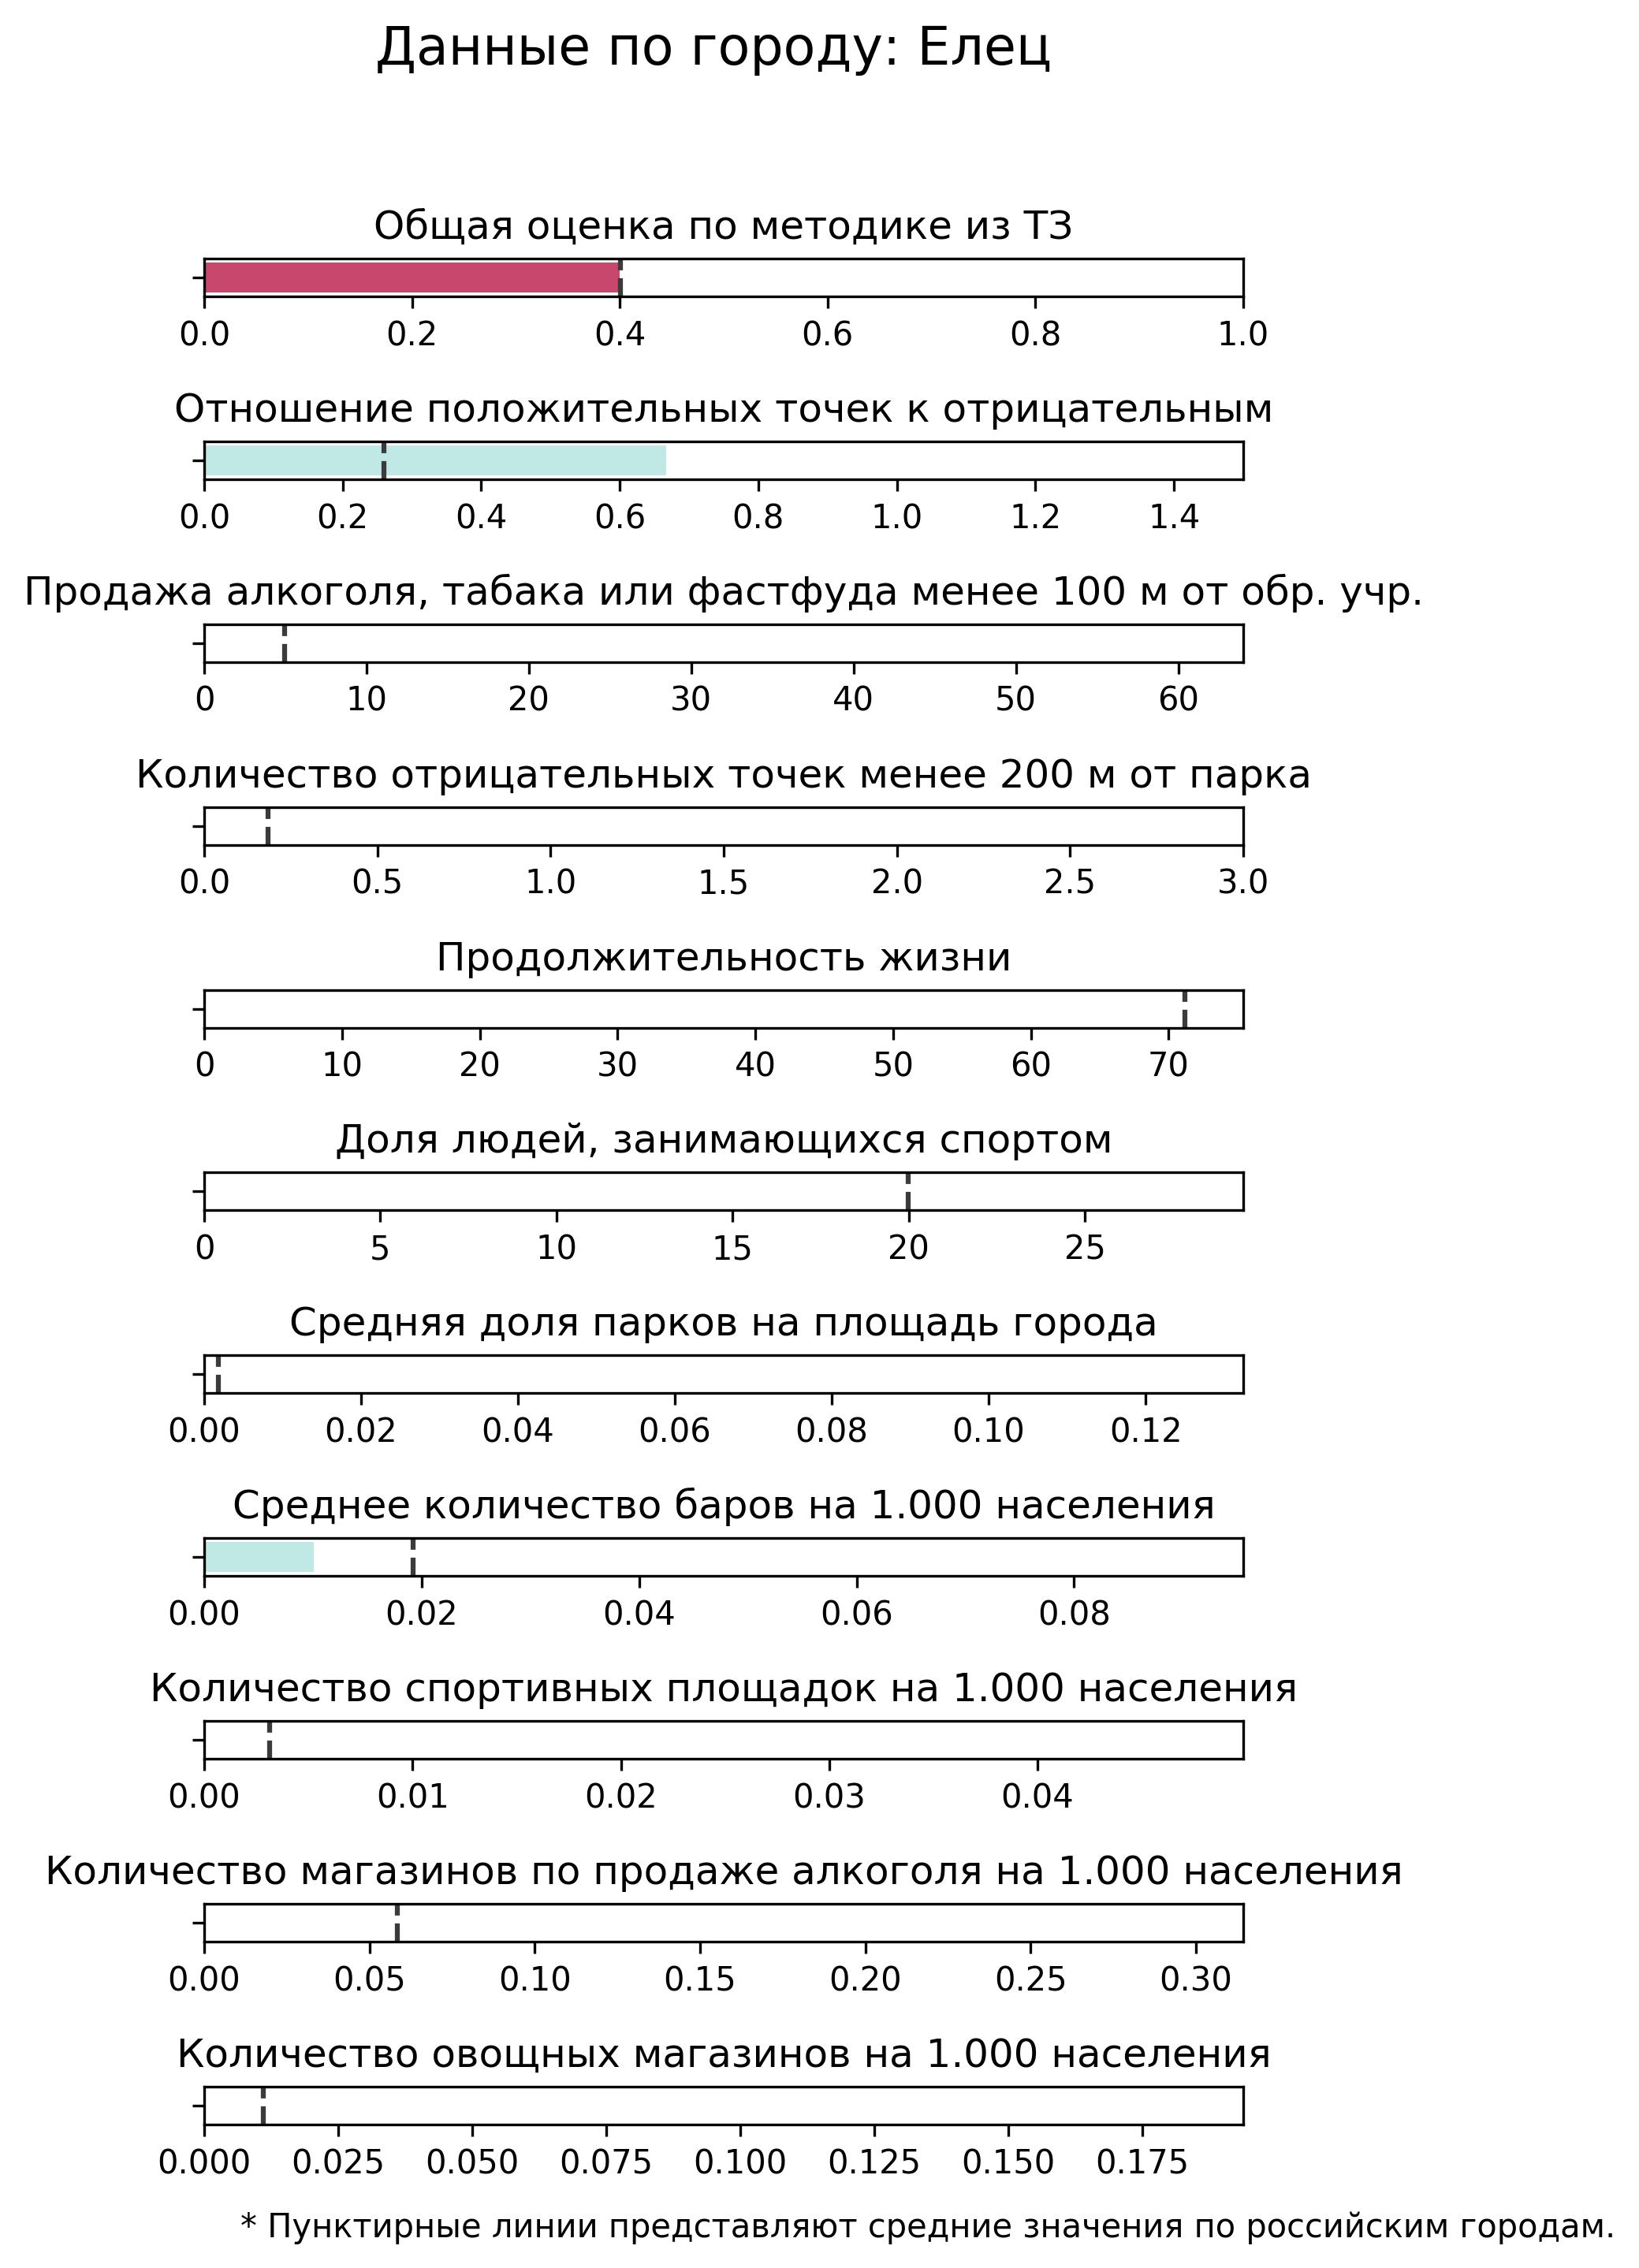 Данные по городу: Елец
Общая оценка по методике из ТЗ
0.0 0.2 0.4 0.6 0.8 1.0
Отношение положительных точек к отрицательным
0.0 0.2 0.4 0.6 0.8 1.0 1.2 1.4
Продажа алкоголя, табака или фастфуда менее 100 м от обр. учр.
0 10 20 30 40 50 60
Количество отрицательных точек менее 200 м от парка
0.0 0.5 1.0 1.5 2.0 2.5 3.0
Продолжительность жизни
0 10 20 30 40 50 60 70
Доля людей, занимающихся спортом
0 5 10 15 20 25
Средняя доля парков на площадь города
0.00 0.02 0.04 0.06 0.08 0.10 0.12
Среднее количество баров на 1.000 населения
0.00 0.02 0.04 0.06 0.08
Количество спортивных площадок на 1.000 населения
0.00 0.01 0.02 0.03 0.04
Количество магазинов по продаже алкоголя на 1.000 населения
0.00 0.05 0.10 0.15 0.20 0.25 0.30
Количество овощных магазинов на 1.000 населения
0.000 0.025 0.050 0.075 0.100 0.125 0.150 0.175
* Пунктирные линии представляют средние значения по российским городам.